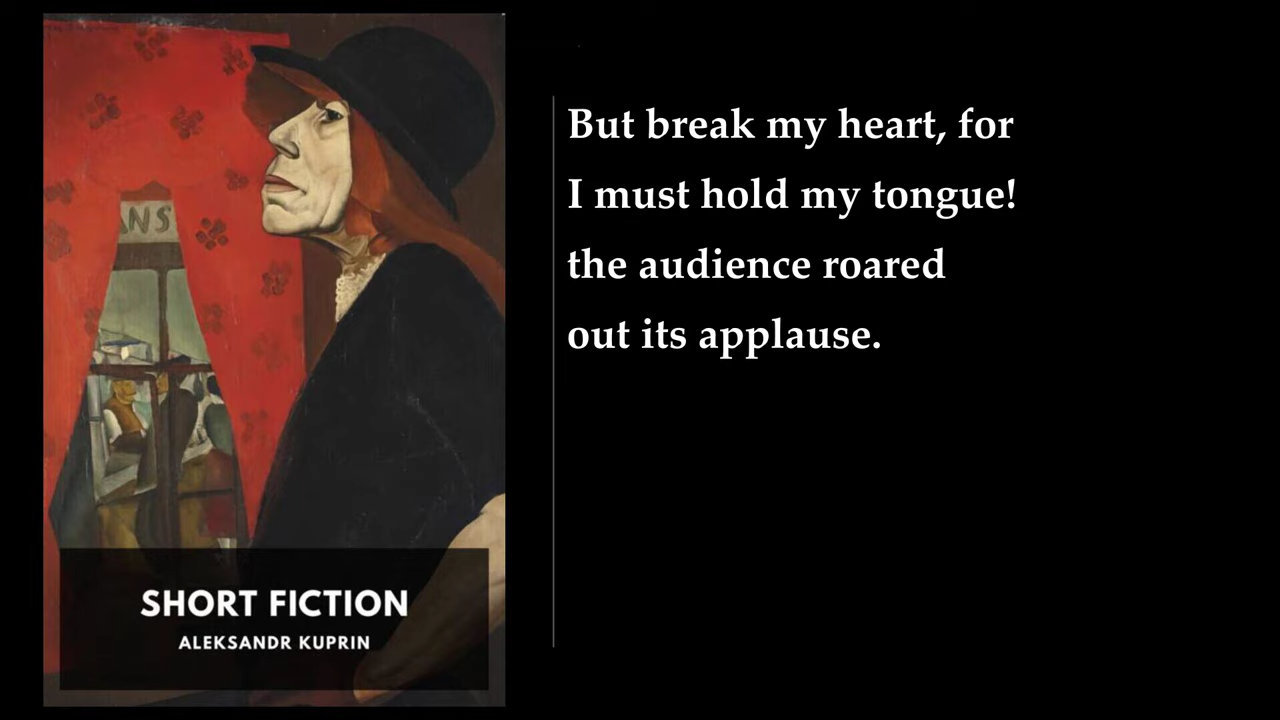 ANS
SHORT FICTION
ALEKSANDR KUPRIN
But break my heart, for
I must hold my tongue!
the audience roared
out its applause.